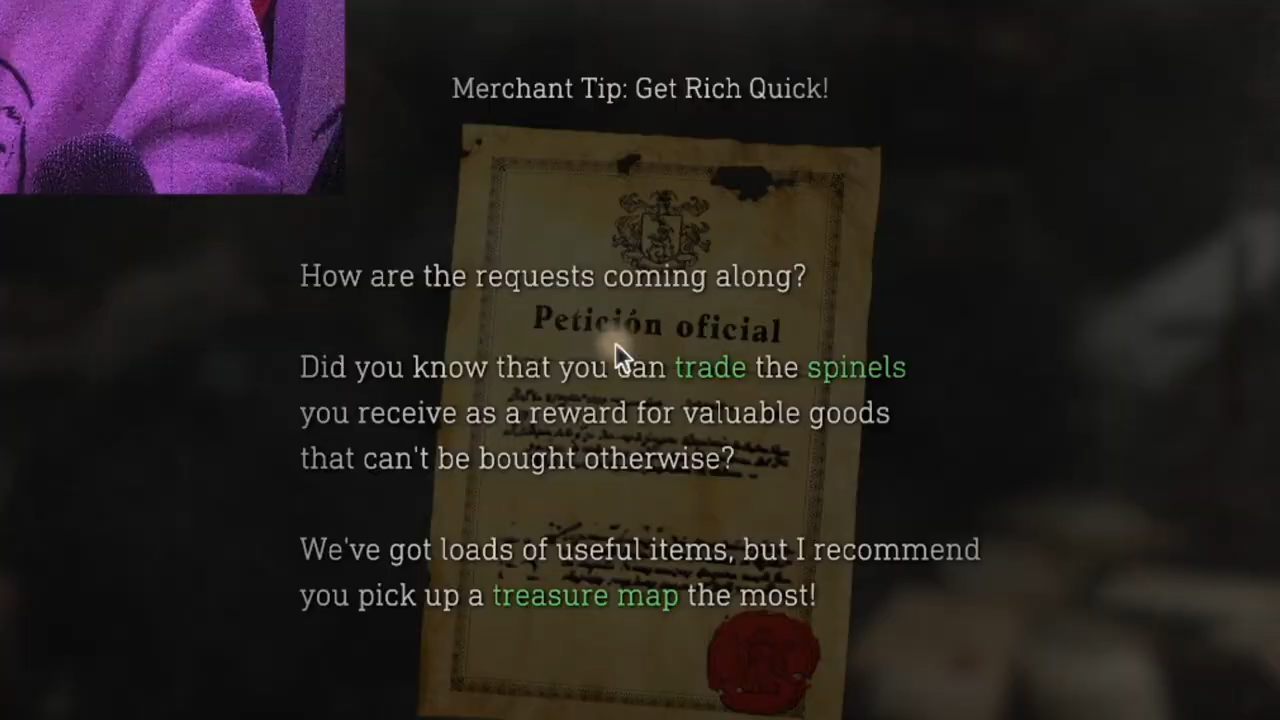 Merchant Tip: Get Rich Quick!
How are the requests coming along?
Petición oficial
Did you know that you can trade the spinels
you receive as a reward for valuable goods
that can't be bought otherwise?
We've got loads of useful items, but I recommend
you pick up a treasure map the most!